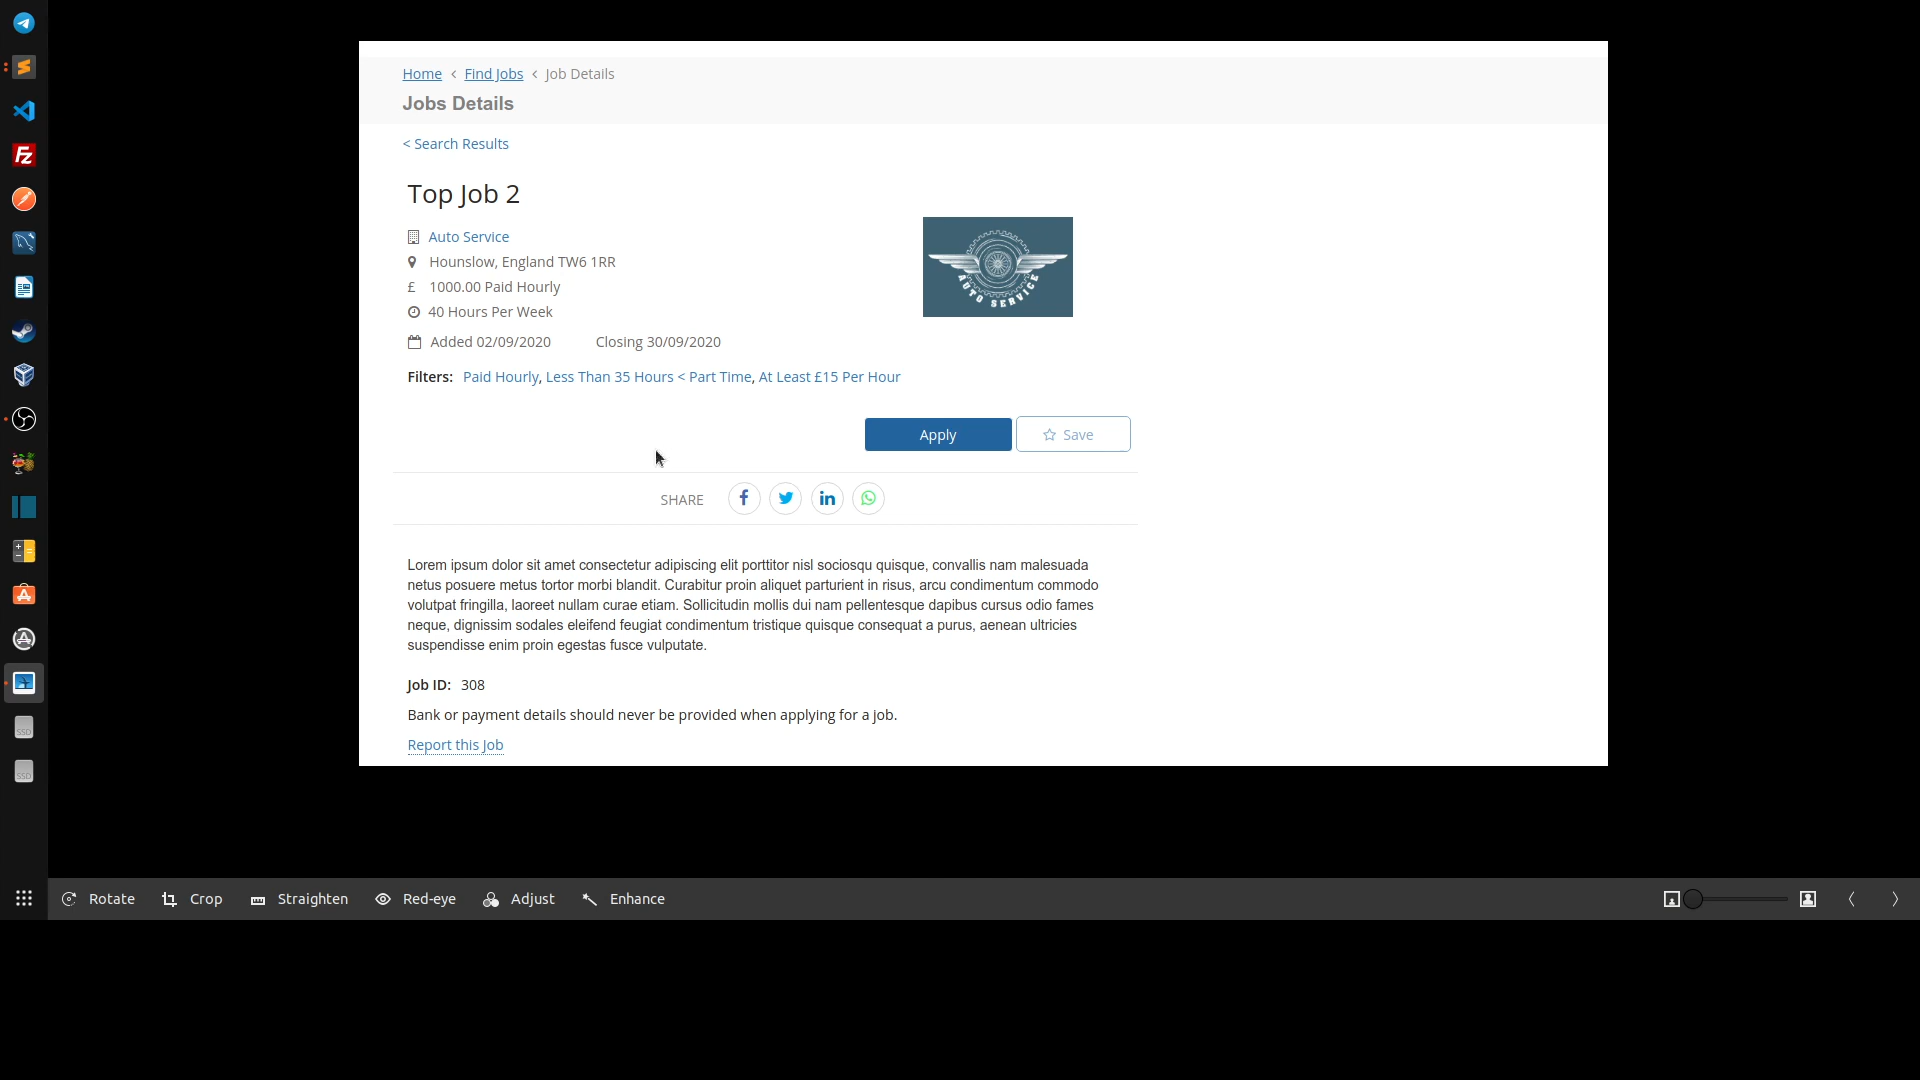 Home < Find Jobs < Job Details
Jobs Details
< Search Results
Top Job 2
Auto Service
Hounslow, England TW6 1RR
£ 1000.00 Paid Hourly
40 Hours Per Week
Added 02/09/2020 Closing 30/09/2020
AUTO SERVICE
Filters: Paid Hourly, Less Than 35 Hours < Part Time, At Least £15 Per Hour
Apply Save
SHARE
Lorem ipsum dolor sit amet consectetur adipiscing elit porttitor nisl sociosqu quisque, convallis nam malesuada
netus posuere metus tortor morbi blandit. Curabitur proin aliquet parturient in risus, arcu condimentum commodo
volutpat fringilla, laoreet nullam curae etiam. Sollicitudin mollis dui nam pellentesque dapibus cursus odio fames
neque, dignissim sodales eleifend feugiat condimentum tristique quisque consequat a purus, aenean ultricies
suspendisse enim proin egestas fusce vulputate.
Job ID: 308
Bank or payment details should never be provided when applying for a job.
Report this Job
SSD
SSD
Rotate Crop Straighten Red-eye Adjust Enhance